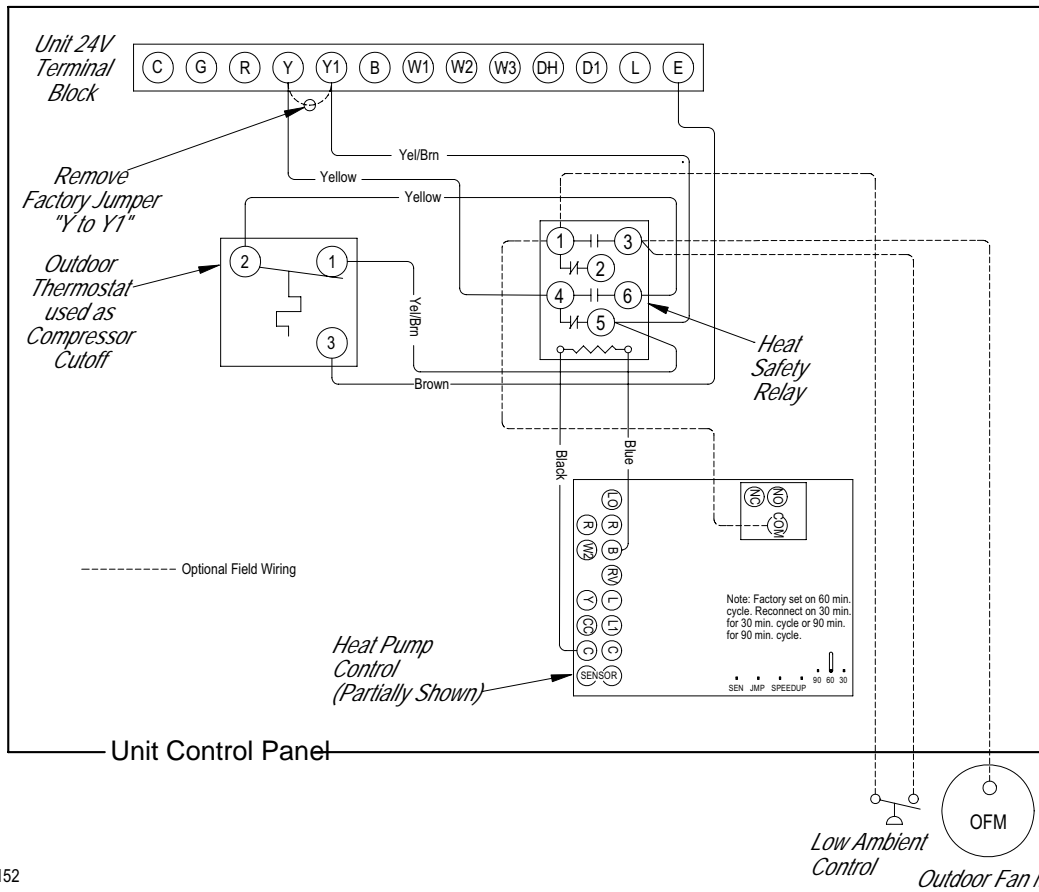 Unit 24V
Terminal
Block
C G R Y Y1 B W1 W2 W3 DH D1 L E
Remove
Factory Jumper
"Y to Y1"
Yel/Brn
Yellow
Yellow
Outdoor
Thermostat
used as
Compressor
Cutoff
2 1
3
Yel/Brn
Brown
1 3
2
4 6
5
Heat
Safety
Relay
Black
Blue
Optional Field Wiring
LO
R R
W2 B
RV
Y L
CC L1
C C
SENSOR
NC NO
COM
Note: Factory set on 60 min.
cycle. Reconnect on 30 min.
for 30 min. cycle or 90 min.
for 90 min. cycle.
90 60 30
SEN JMP SPEEDUP
Heat Pump
Control
(Partially Shown)
Unit Control Panel
OFM
Low Ambient
Control
Outdoor Fan
152